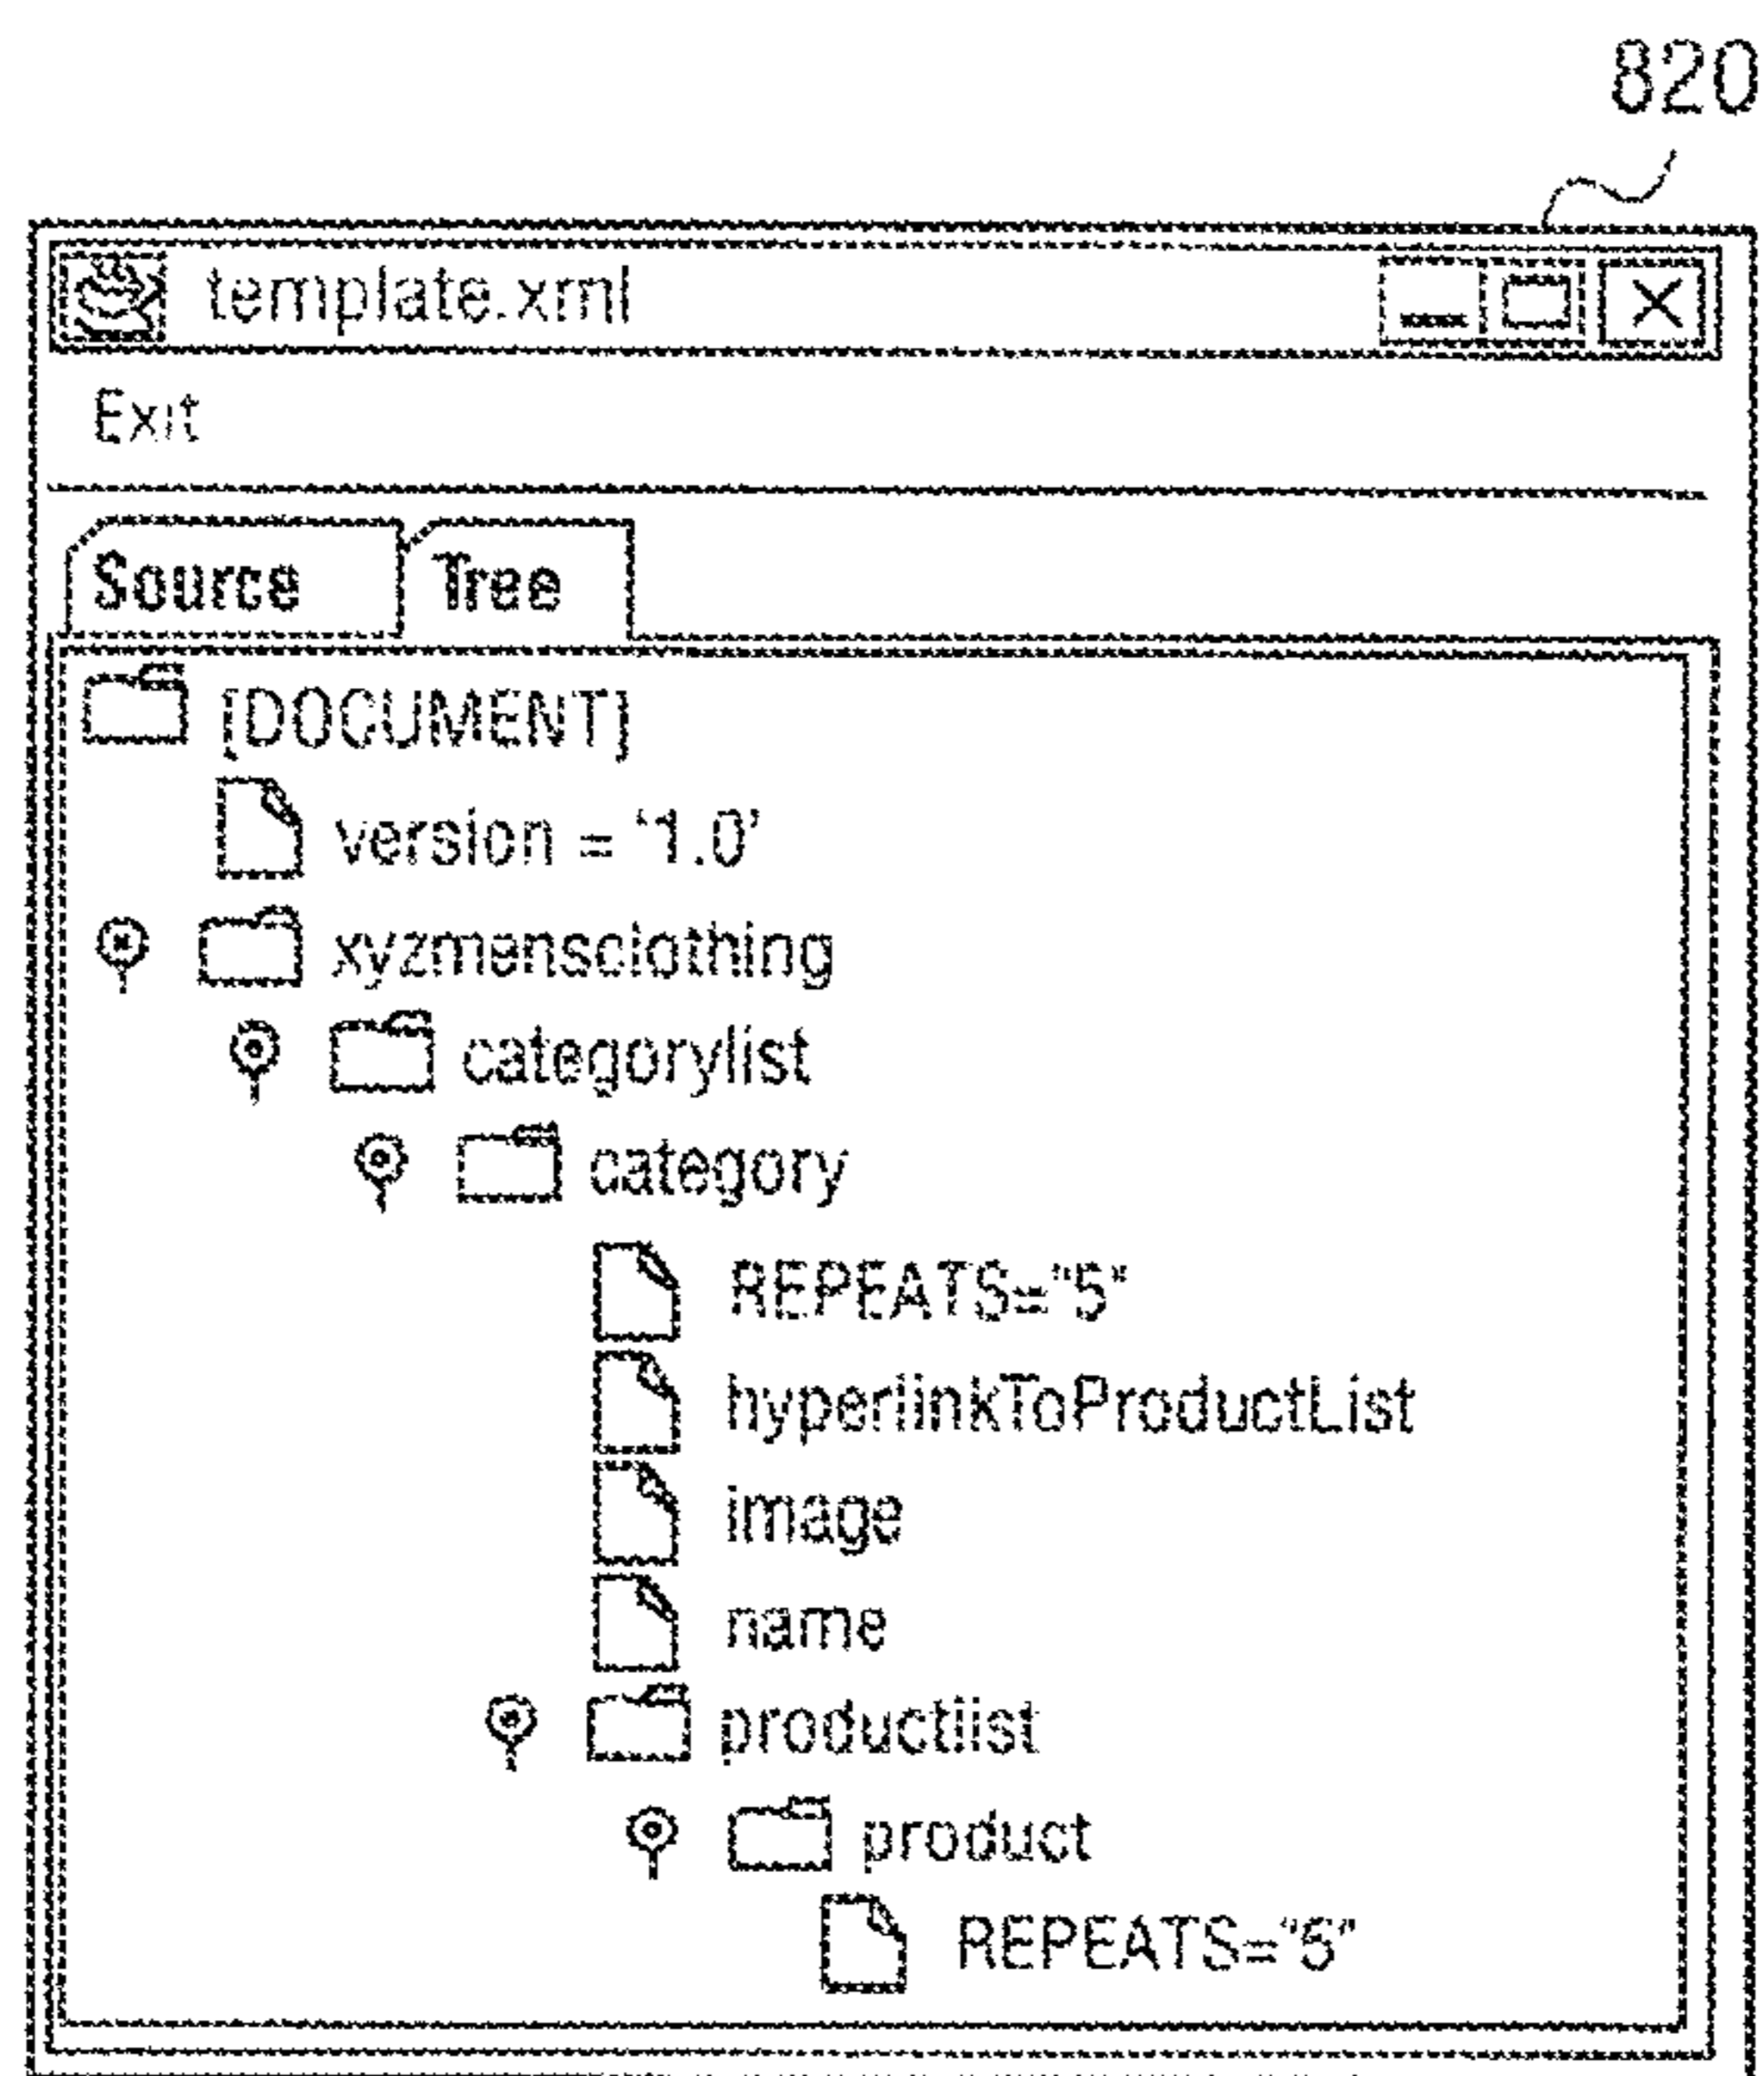 820
template.xml
Exit
Source Tree
[DOCUMENT]
version = ‘1.0’
xyzmensclothing
categorylist
category
REPEATS="5"
hyperlinkToProductList
image
name
productlist
product
REPEATS="5"